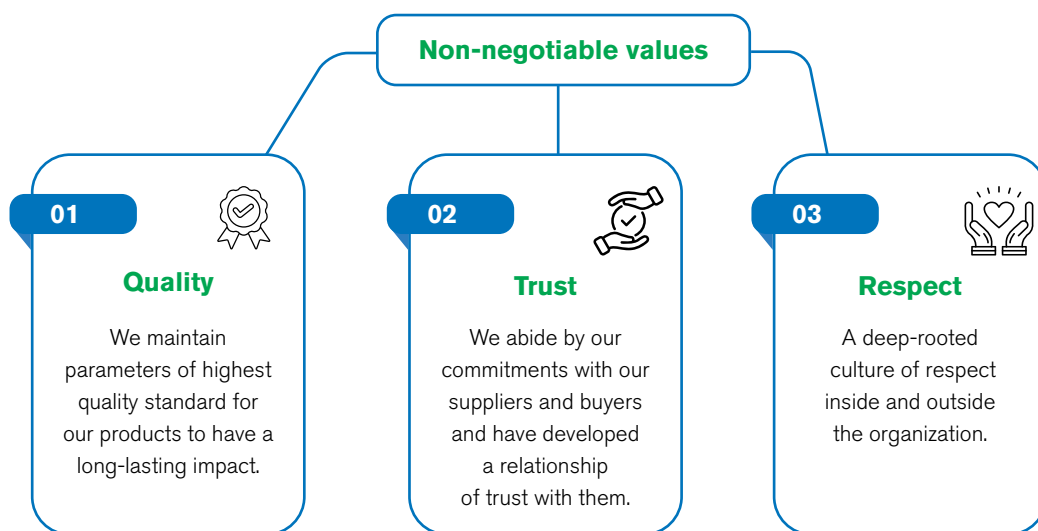 Non-negotiable values
01
Quality
We maintain
parameters of highest
quality standard for
our products to have a
long-lasting impact.
02
Trust
We abide by our
commitments with our
suppliers and buyers
and have developed
a relationship
of trust with them.
03
Respect
A deep-rooted
culture of respect
inside and outside
the organization.